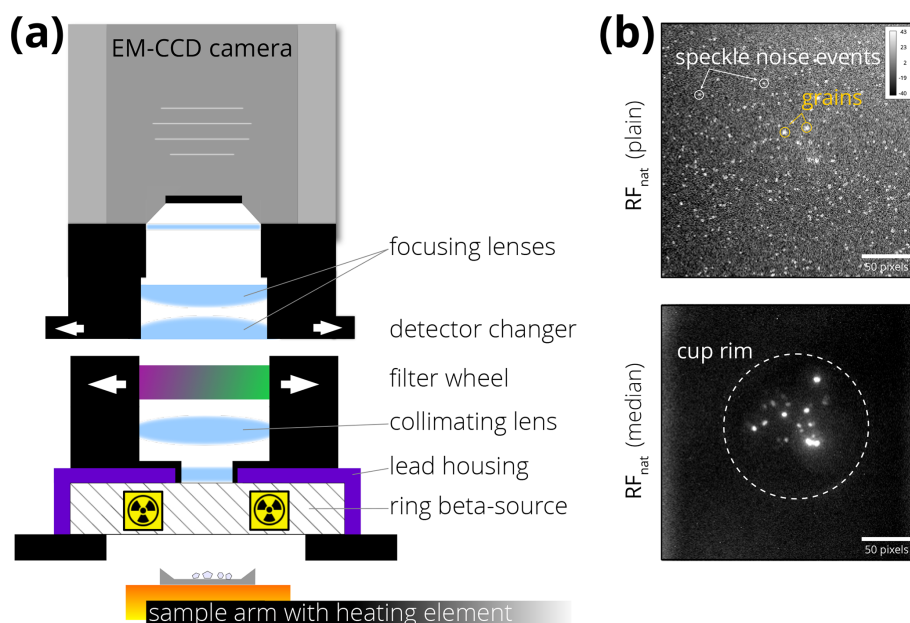 (a)
EM-CCD camera
focusing lenses
detector changer
filter wheel
collimating lens
lead housing
ring beta-source
sample arm with heating element
(b)
RFnat (plain)
speckle noise events
grains
43
23
2
-19
-40
50 pixels
RFnat (median)
cup rim
50 pixels